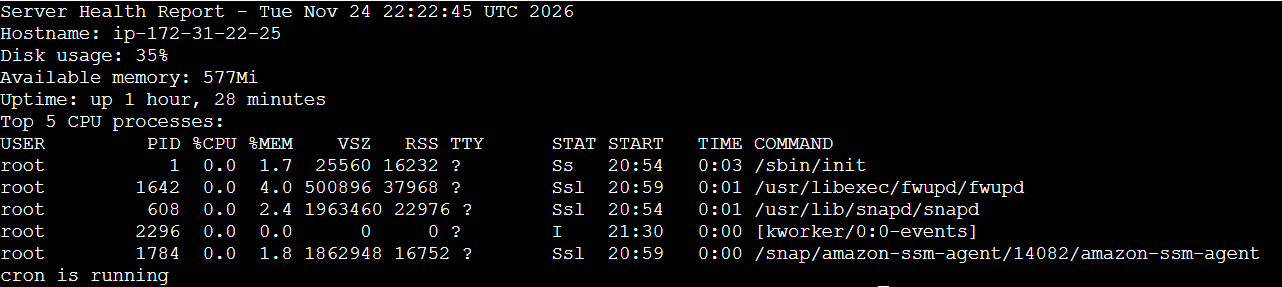 Server Health Report - Tue Nov 24 22:22:45 UTC 2026
Hostname: ip-172-31-22-25
Disk usage: 35%
Available memory: 577Mi
Uptime: up 1 hour, 28 minutes
Top 5 CPU processes:
USER         PID %CPU %MEM    VSZ   RSS TTY      STAT START   TIME COMMAND
root           1  0.0  1.7  25560 16232 ?        Ss   20:54   0:03 /sbin/init
root        1642  0.0  4.0 500896 37968 ?        Ssl  20:59   0:01 /usr/libexec/fwupd/fwupd
root         608  0.0  2.4 1963460 22976 ?       Ssl  20:54   0:01 /usr/lib/snapd/snapd
root        2296  0.0  0.0      0     0 ?        I    21:30   0:00 [kworker/0:0-events]
root        1784  0.0  1.8 1862948 16752 ?       Ssl  20:59   0:00 /snap/amazon-ssm-agent/14082/amazon-ssm-agent
cron is running